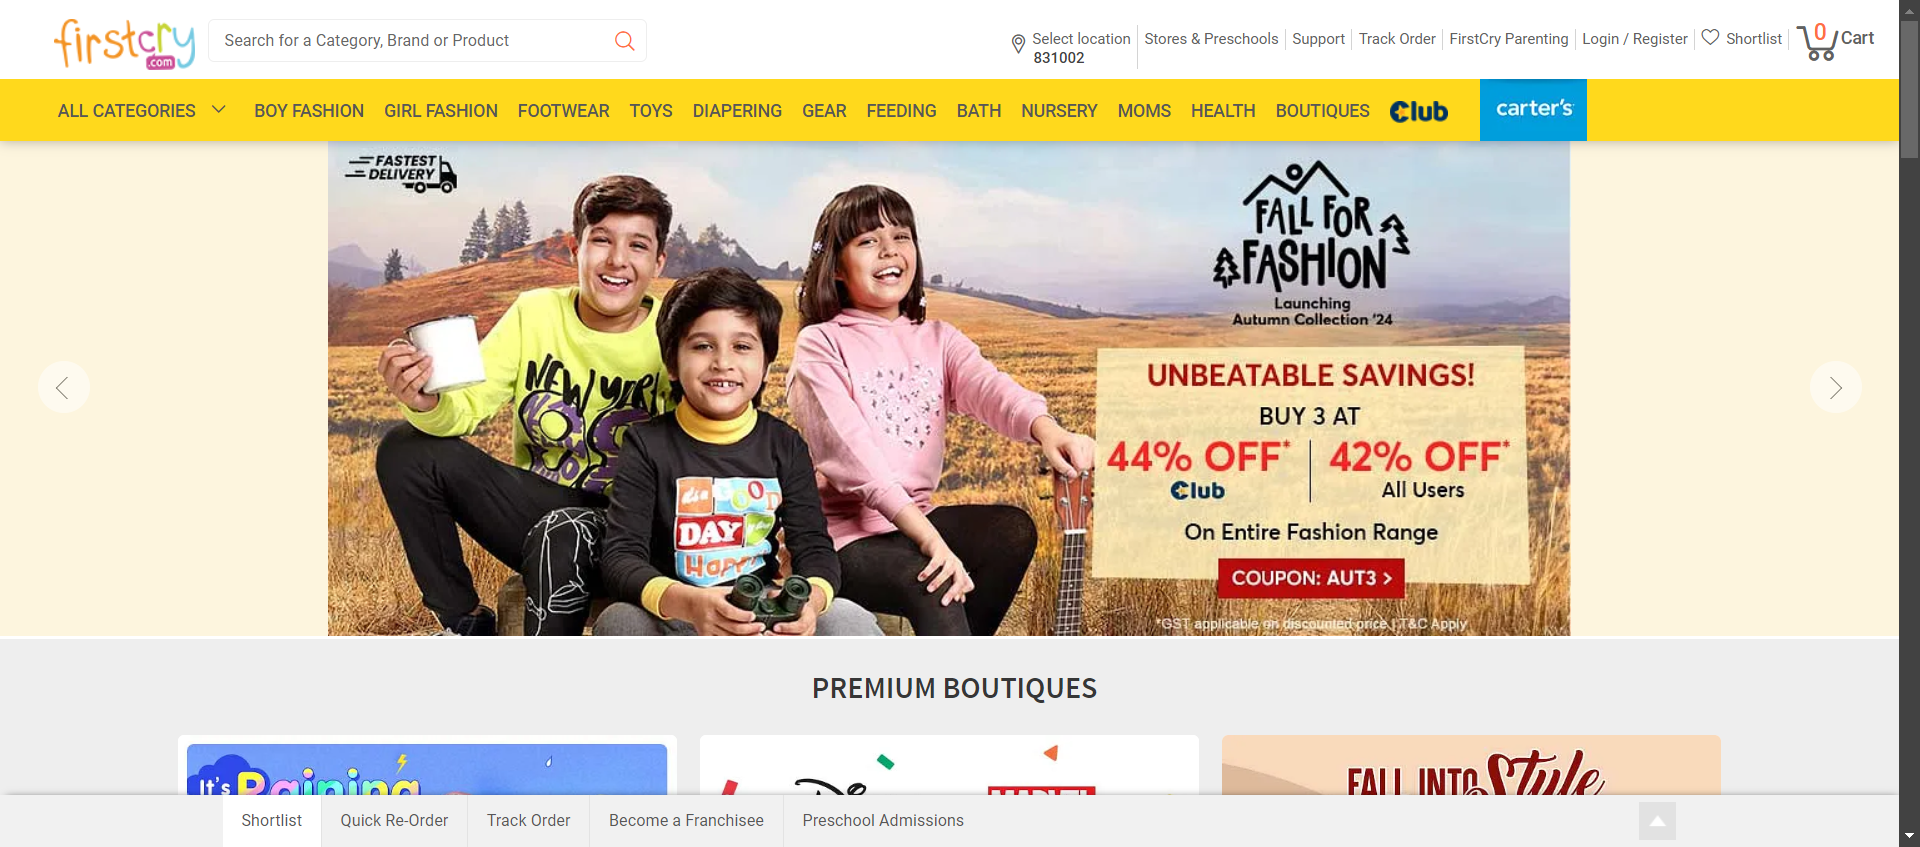 firstcry
.com
Search for a Category, Brand or Product
Select location
831002
Stores & Preschools
Support
Track Order
FirstCry Parenting
Login / Register
Shortlist
0
Cart
ALL CATEGORIES
BOY FASHION
GIRL FASHION
FOOTWEAR
TOYS
DIAPERING
GEAR
FEEDING
BATH
NURSERY
MOMS
HEALTH
BOUTIQUES
Club
carter's
FASTEST
DELIVERY
FALL FOR
FASHION
Launching
Autumn Collection '24
NEW YORK
UNBEATABLE SAVINGS!
BUY 3 AT
44% OFF*
Club
42% OFF*
All Users
On Entire Fashion Range
COUPON: AUT3 >
*GST applicable on discounted price | T&C Apply
DAY
PREMIUM BOUTIQUES
It's Raining
FALL INTO Style
Shortlist
Quick Re-Order
Track Order
Become a Franchisee
Preschool Admissions